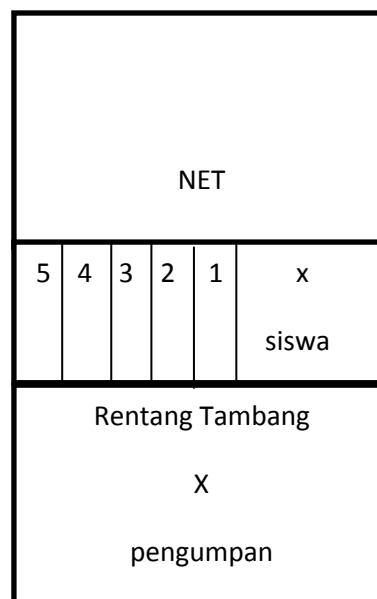 NET
5 4 3 2 1 x
siswa
Rentang Tambang
X
pengumpan